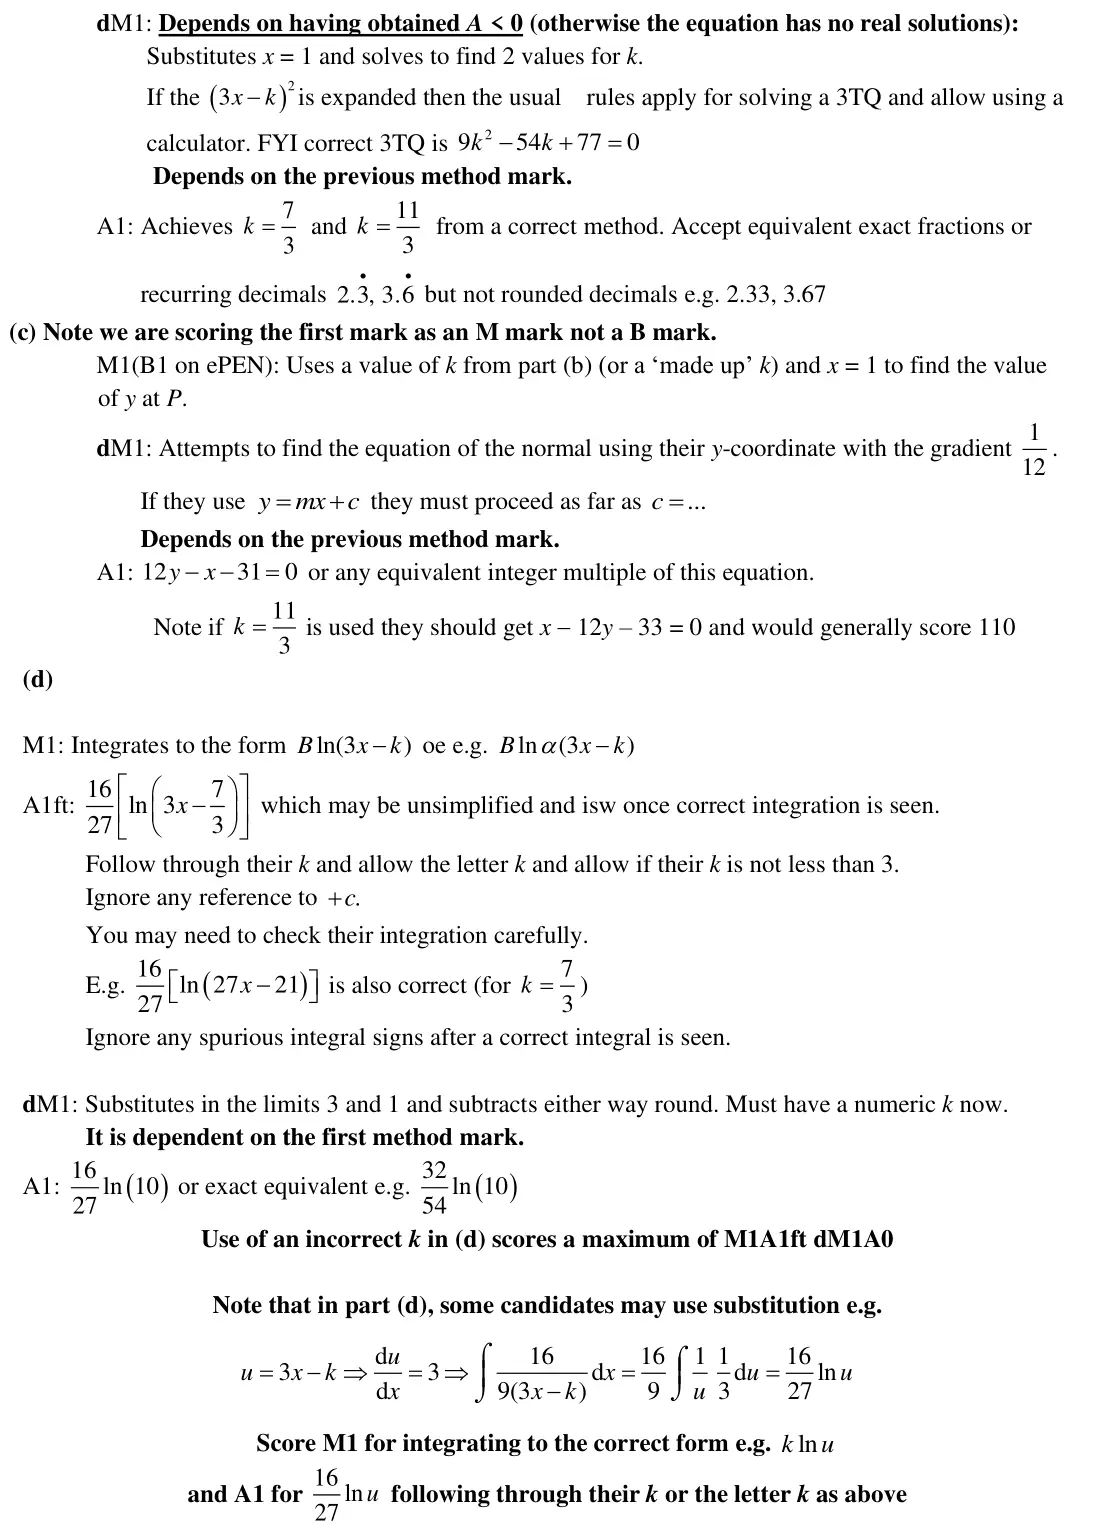 dM1: Depends on having obtained A < 0 (otherwise the equation has no real solutions):
Substitutes x = 1 and solves to find 2 values for k.
If the (3x − k)² is expanded then the usual rules apply for solving a 3TQ and allow using a
calculator. FYI correct 3TQ is 9k² − 54k + 77 = 0
Depends on the previous method mark.
A1: Achieves k = 7/3 and k = 11/3 from a correct method. Accept equivalent exact fractions or
recurring decimals 2.3̇, 3.6̇ but not rounded decimals e.g. 2.33, 3.67
(c) Note we are scoring the first mark as an M mark not a B mark.
M1(B1 on ePEN): Uses a value of k from part (b) (or a ‘made up’ k) and x = 1 to find the value
of y at P.
dM1: Attempts to find the equation of the normal using their y-coordinate with the gradient 1/12.
If they use y = mx + c they must proceed as far as c = ...
Depends on the previous method mark.
A1: 12y − x − 31 = 0 or any equivalent integer multiple of this equation.
Note if k = 11/3 is used they should get x – 12y – 33 = 0 and would generally score 110
(d)
M1: Integrates to the form B ln(3x − k) oe e.g. B ln α(3x − k)
A1ft: 16/27 [ln(3x − 7/3)] which may be unsimplified and isw once correct integration is seen.
Follow through their k and allow the letter k and allow if their k is not less than 3.
Ignore any reference to +c.
You may need to check their integration carefully.
E.g. 16/27 [ln(27x − 21)] is also correct (for k = 7/3)
Ignore any spurious integral signs after a correct integral is seen.
dM1: Substitutes in the limits 3 and 1 and subtracts either way round. Must have a numeric k now.
It is dependent on the first method mark.
A1: 16/27 ln(10) or exact equivalent e.g. 32/54 ln(10)
Use of an incorrect k in (d) scores a maximum of M1A1ft dM1A0
Note that in part (d), some candidates may use substitution e.g.
u = 3x − k ⇒ du/dx = 3 ⇒ ∫ 16/(9(3x − k)) dx = 16/9 ∫ 1/u 1/3 du = 16/27 ln u
Score M1 for integrating to the correct form e.g. k ln u
and A1 for 16/27 ln u following through their k or the letter k as above